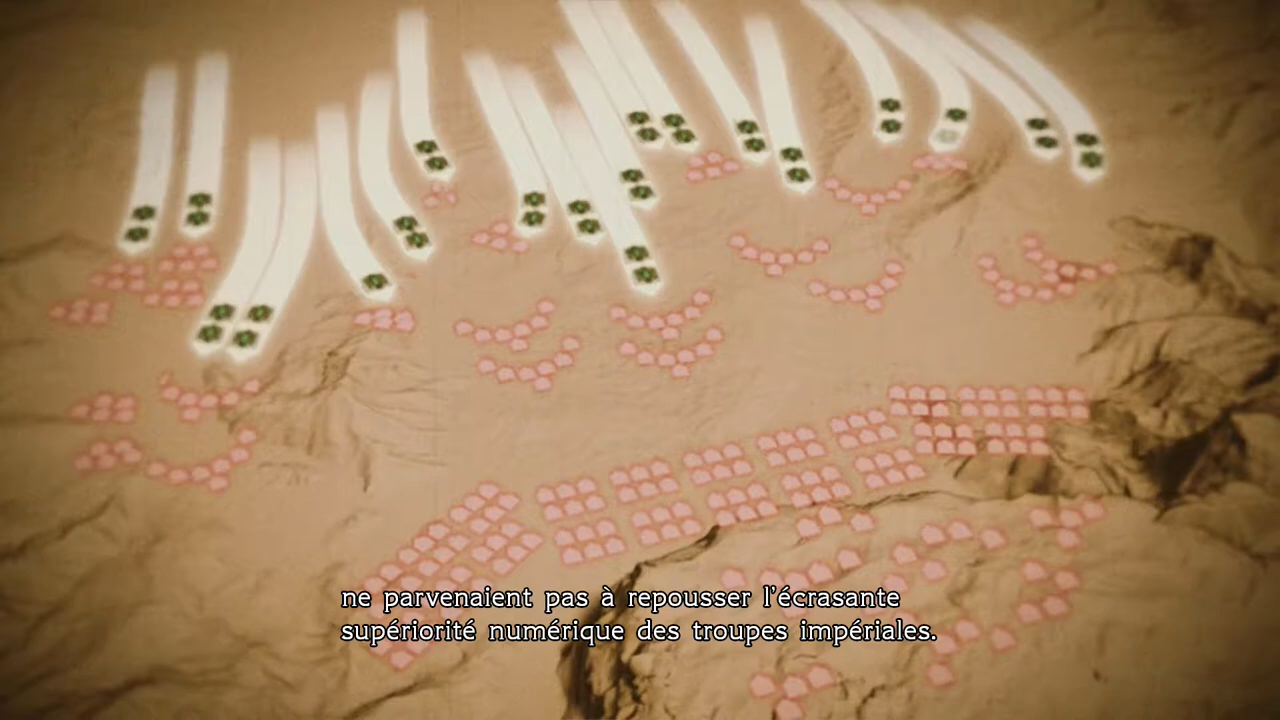 ne parvenaient pas à repousser l'écrasante
supériorité numérique des troupes impériales.